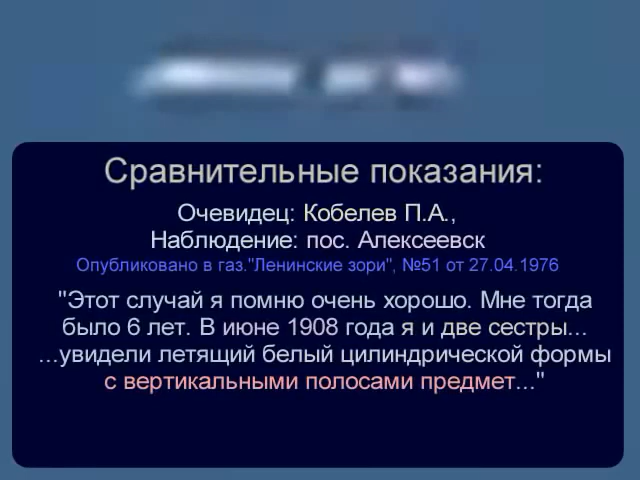 Сравнительные показания:
Очевидец: Кобелев П.А.,
Наблюдение: пос. Алексеевск
Опубликовано в газ."Ленинские зори", №51 от 27.04.1976
"Этот случай я помню очень хорошо. Мне тогда
было 6 лет. В июне 1908 года я и две сестры...
...увидели летящий белый цилиндрической формы
с вертикальными полосами предмет..."